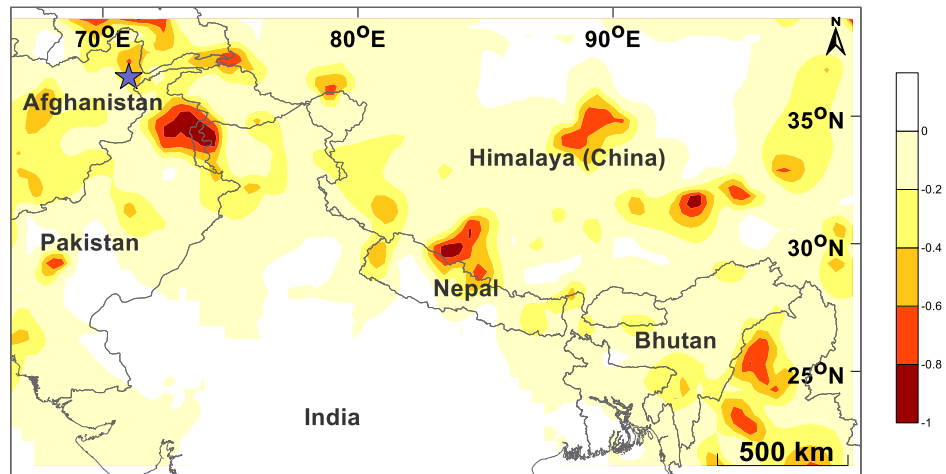 N
70°E 80°E 90°E
Afghanistan
35°N
Himalaya (China)
0
-0.2
Pakistan
30°N
-0.4
Nepal
-0.6
Bhutan
-0.8
25°N
India
-1
500 km